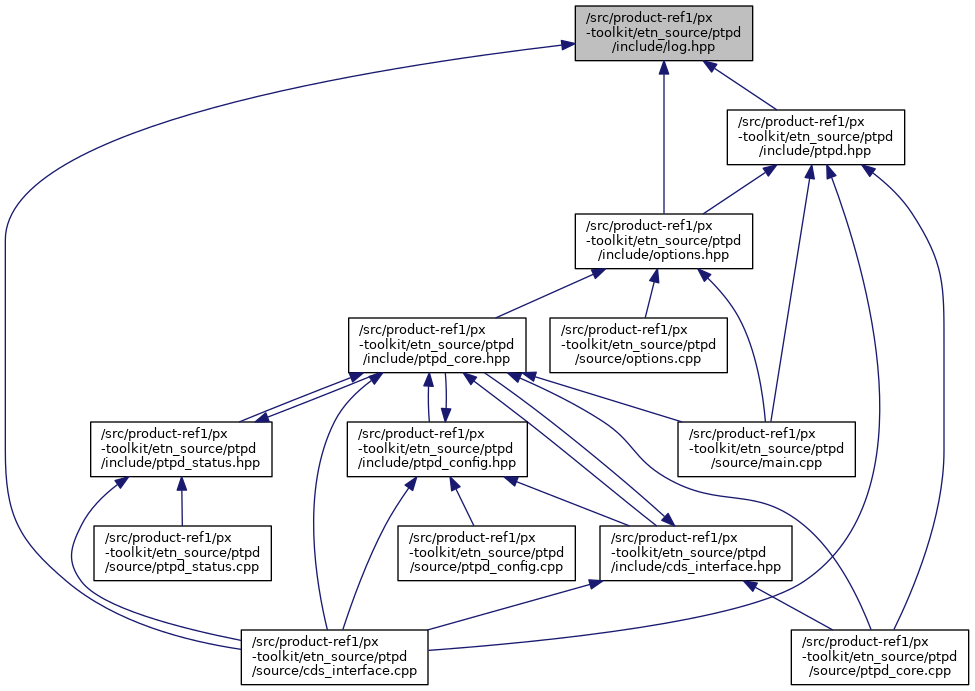 /src/product-ref1/px
-toolkit/etn_source/ptpd
/include/log.hpp
/src/product-ref1/px
-toolkit/etn_source/ptpd
/include/ptpd.hpp
/src/product-ref1/px
-toolkit/etn_source/ptpd
/include/options.hpp
/src/product-ref1/px
-toolkit/etn_source/ptpd
/include/ptpd_core.hpp
/src/product-ref1/px
-toolkit/etn_source/ptpd
/source/options.cpp
/src/product-ref1/px
-toolkit/etn_source/ptpd
/include/ptpd_status.hpp
/src/product-ref1/px
-toolkit/etn_source/ptpd
/include/ptpd_config.hpp
/src/product-ref1/px
-toolkit/etn_source/ptpd
/source/main.cpp
/src/product-ref1/px
-toolkit/etn_source/ptpd
/source/ptpd_status.cpp
/src/product-ref1/px
-toolkit/etn_source/ptpd
/source/ptpd_config.cpp
/src/product-ref1/px
-toolkit/etn_source/ptpd
/include/cds_interface.hpp
/src/product-ref1/px
-toolkit/etn_source/ptpd
/source/cds_interface.cpp
/src/product-ref1/px
-toolkit/etn_source/ptpd
/source/ptpd_core.cpp